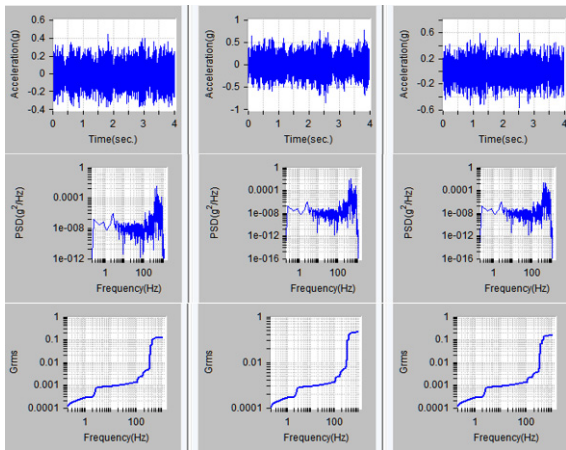 Acceleration(g)
0.6
0.4
0.2
0
-0.2
-0.4
0 1 2 3 4
Time(sec.)
Acceleration(g)
1
0.5
0
-0.5
-1
0 1 2 3 4
Time(sec.)
Acceleration(g)
0.6
0.2
-0.2
-0.6
0 1 2 3 4
Time(sec.)
PSD(g²/Hz)
1
0.0001
1e-008
1e-012
1 100
Frequency(Hz)
PSD(g²/Hz)
1
0.0001
1e-008
1e-012
1e-016
1 100
Frequency(Hz)
PSD(g²/Hz)
1
0.0001
1e-008
1e-012
1e-016
1 100
Frequency(Hz)
Grms
1
0.1
0.01
0.001
0.0001
1 100
Frequency(Hz)
Grms
1
0.01
0.0001
1 100
Frequency(Hz)
Grms
1
0.1
0.01
0.001
0.0001
1 100
Frequency(Hz)